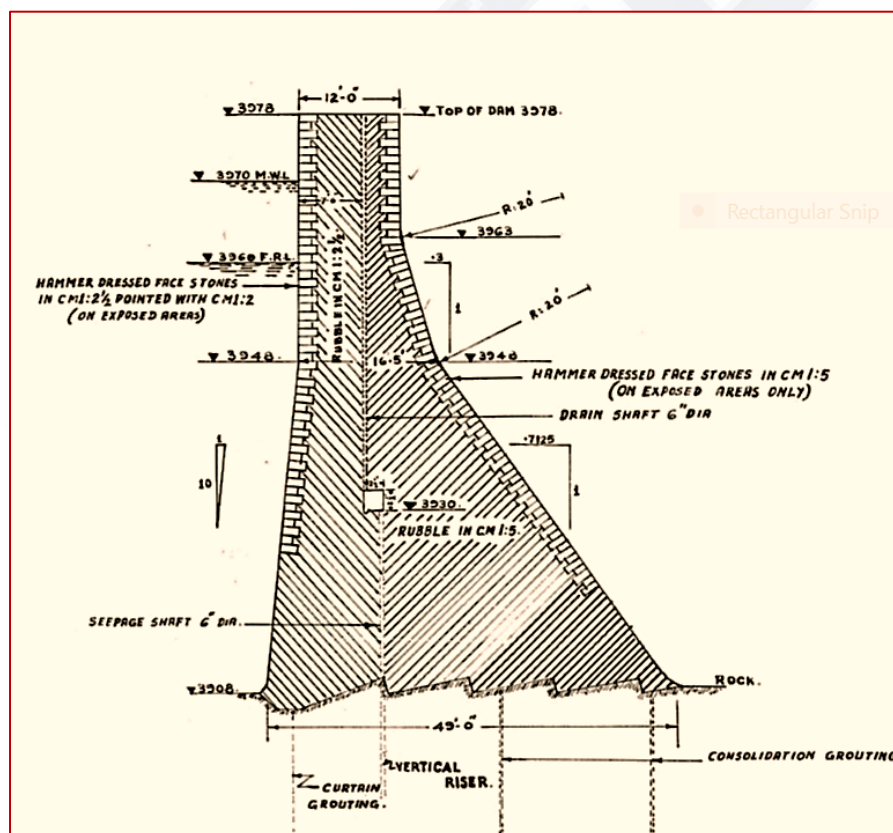 12'-0"
3978
TOP OF DAM 3978.
3970 M.W.L
R=20'
Rectangular Snip
3963
3960 F.R.L.
.3
1
HAMMER DRESSED FACE STONES
IN CM1:2½ POINTED WITH CM1:2
(ON EXPOSED AREAS)
RUBBLE IN CM 1:2½
R=20'
3948.
16.5'
3948
HAMMER DRESSED FACE STONES IN CM 1:5
(ON EXPOSED AREAS ONLY)
DRAIN SHAFT 6" DIA
.7125
1
1
10
3930.
RUBBLE IN CM 1:5.
SEEPAGE SHAFT 6" DIA.
3908.
ROCK.
49'-0"
VERTICAL
RISER.
CONSOLIDATION GROUTING
CURTAIN
GROUTING.